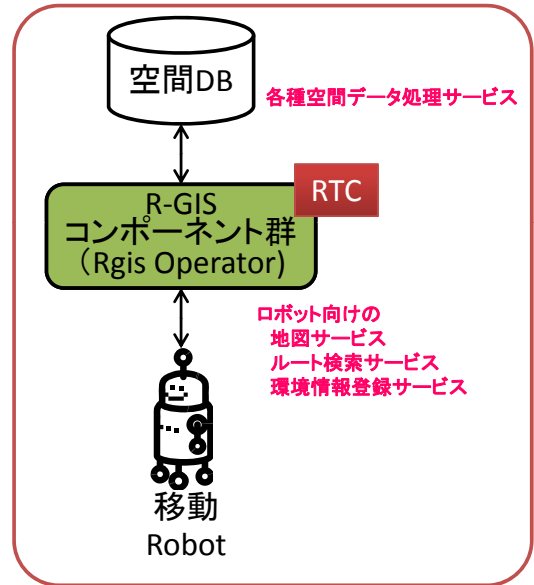 空間DB
各種空間データ処理サービス
RTC
R-GIS
コンポーネント群
（Rgis Operator)
ロボット向けの
地図サービス
ルート検索サービス
環境情報登録サービス
移動
Robot